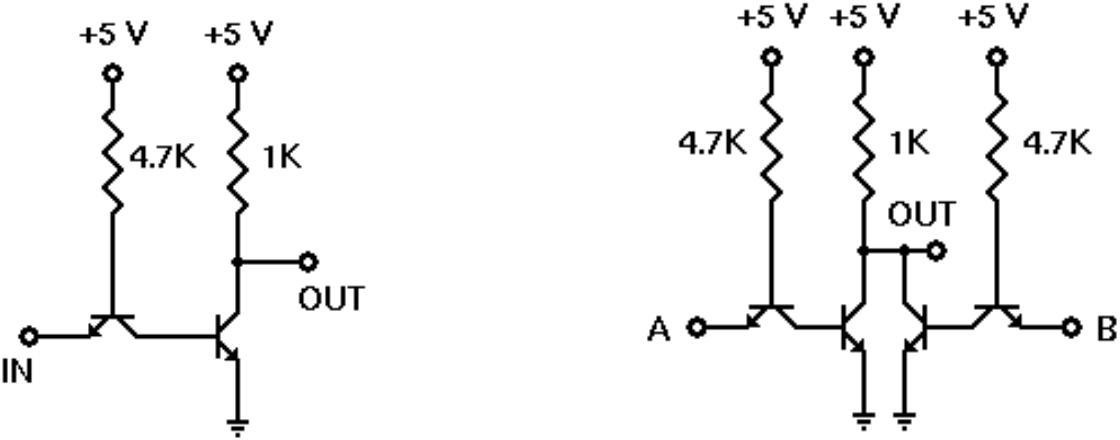 +5 V +5 V
4.7K 1K
OUT
IN
+5 V +5 V +5 V
4.7K 1K 4.7K
OUT
A B